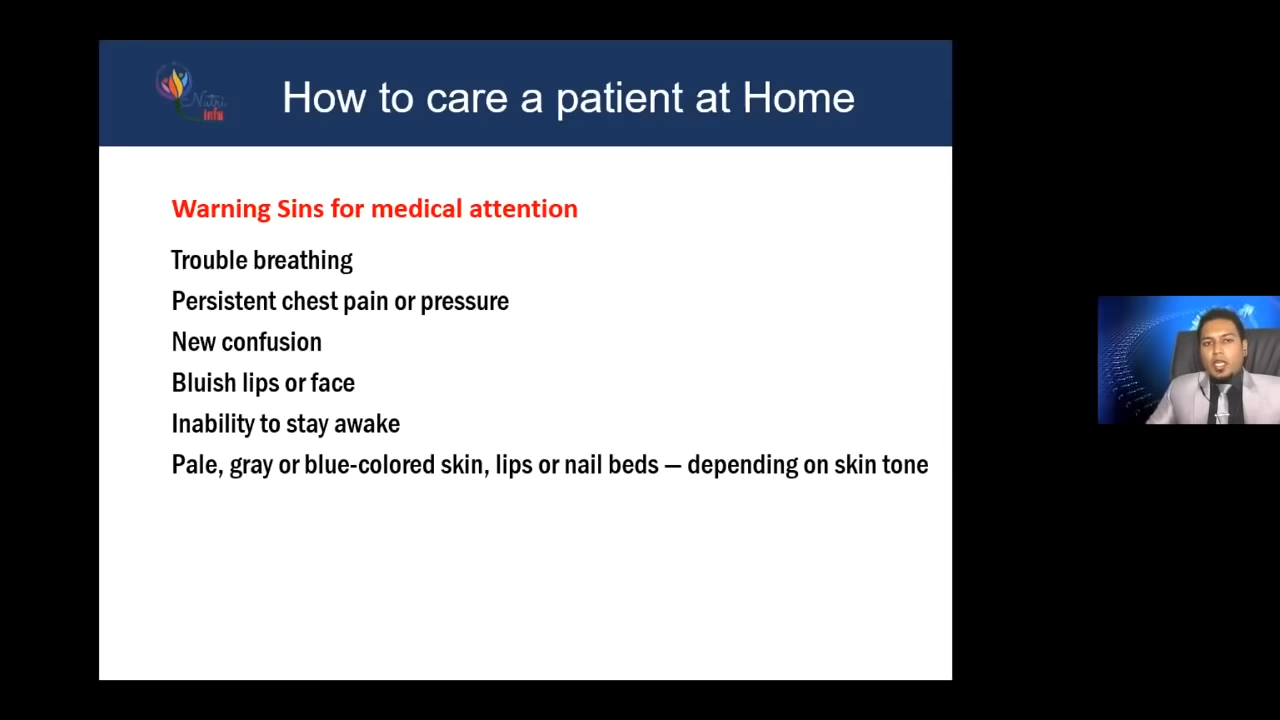 Nutri
info
How to care a patient at Home
Warning Sins for medical attention
Trouble breathing
Persistent chest pain or pressure
New confusion
Bluish lips or face
Inability to stay awake
Pale, gray or blue-colored skin, lips or nail beds — depending on skin tone